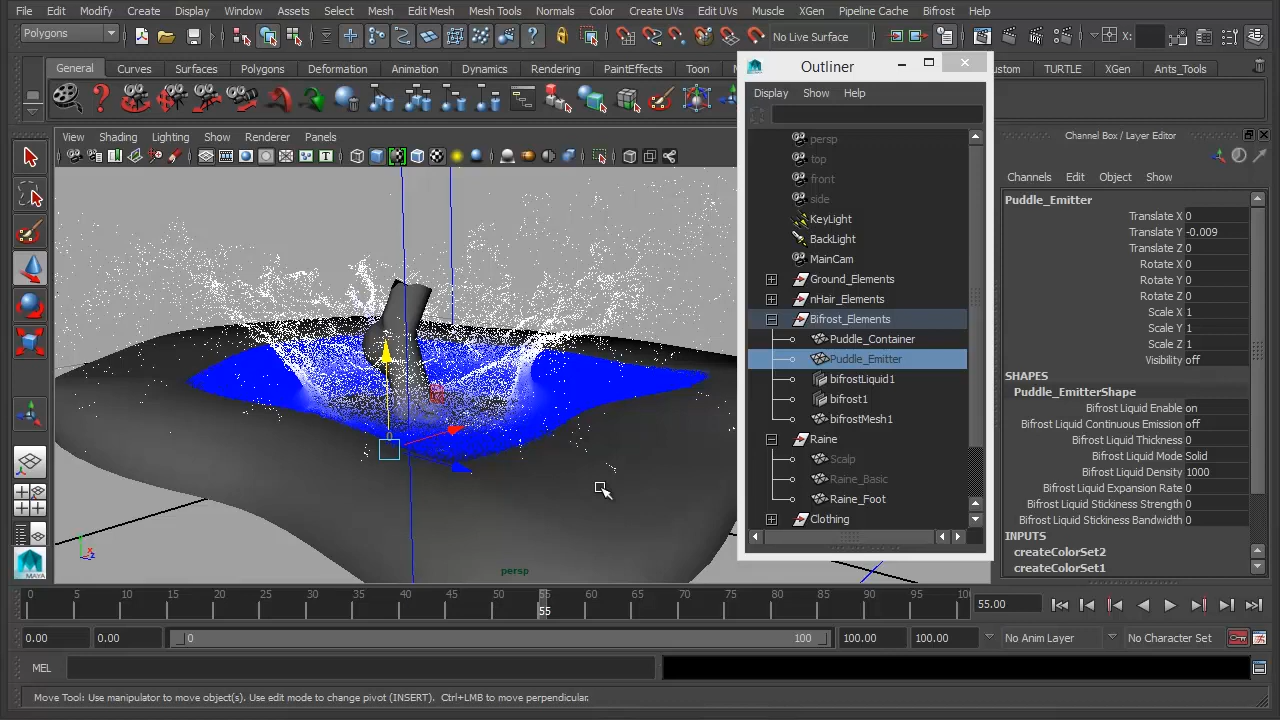 File Edit Modify Create Display Window Assets Select Mesh Edit Mesh Mesh Tools Normals Color Create UVs Edit UVs Muscle XGen Pipeline Cache Bifrost Help
Polygons
No Live Surface
X:
General Curves Surfaces Polygons Deformation Animation Dynamics Rendering PaintEffects Toon
ustom TURTLE XGen Ants_Tools
View Shading Lighting Show Renderer Panels
Outliner
Display Show Help
persp
top
front
side
KeyLight
BackLight
MainCam
Ground_Elements
nHair_Elements
Bifrost_Elements
Puddle_Container
Puddle_Emitter
bifrostLiquid1
bifrost1
bifrostMesh1
Raine
Scalp
Raine_Basic
Raine_Foot
Clothing
Channel Box / Layer Editor
Channels Edit Object Show
Puddle_Emitter
Translate X 0
Translate Y -0.009
Translate Z 0
Rotate X 0
Rotate Y 0
Rotate Z 0
Scale X 1
Scale Y 1
Scale Z 1
Visibility off
SHAPES
Puddle_EmitterShape
Bifrost Liquid Enable on
Bifrost Liquid Continuous Emission off
Bifrost Liquid Thickness 0
Bifrost Liquid Mode Solid
Bifrost Liquid Density 1000
Bifrost Liquid Expansion Rate 0
Bifrost Liquid Stickiness Strength 0
Bifrost Liquid Stickiness Bandwidth 0
INPUTS
createColorSet2
createColorSet1
persp
MAYA
0 5 10 15 20 25 30 35 40 45 50 55 60 65 70 75 80 85 90 95 100
55
55.00
0.00 0.00 0 100 100.00 100.00 No Anim Layer No Character Set
MEL
Move Tool: Use manipulator to move object(s). Use edit mode to change pivot (INSERT). Ctrl+LMB to move perpendicular.